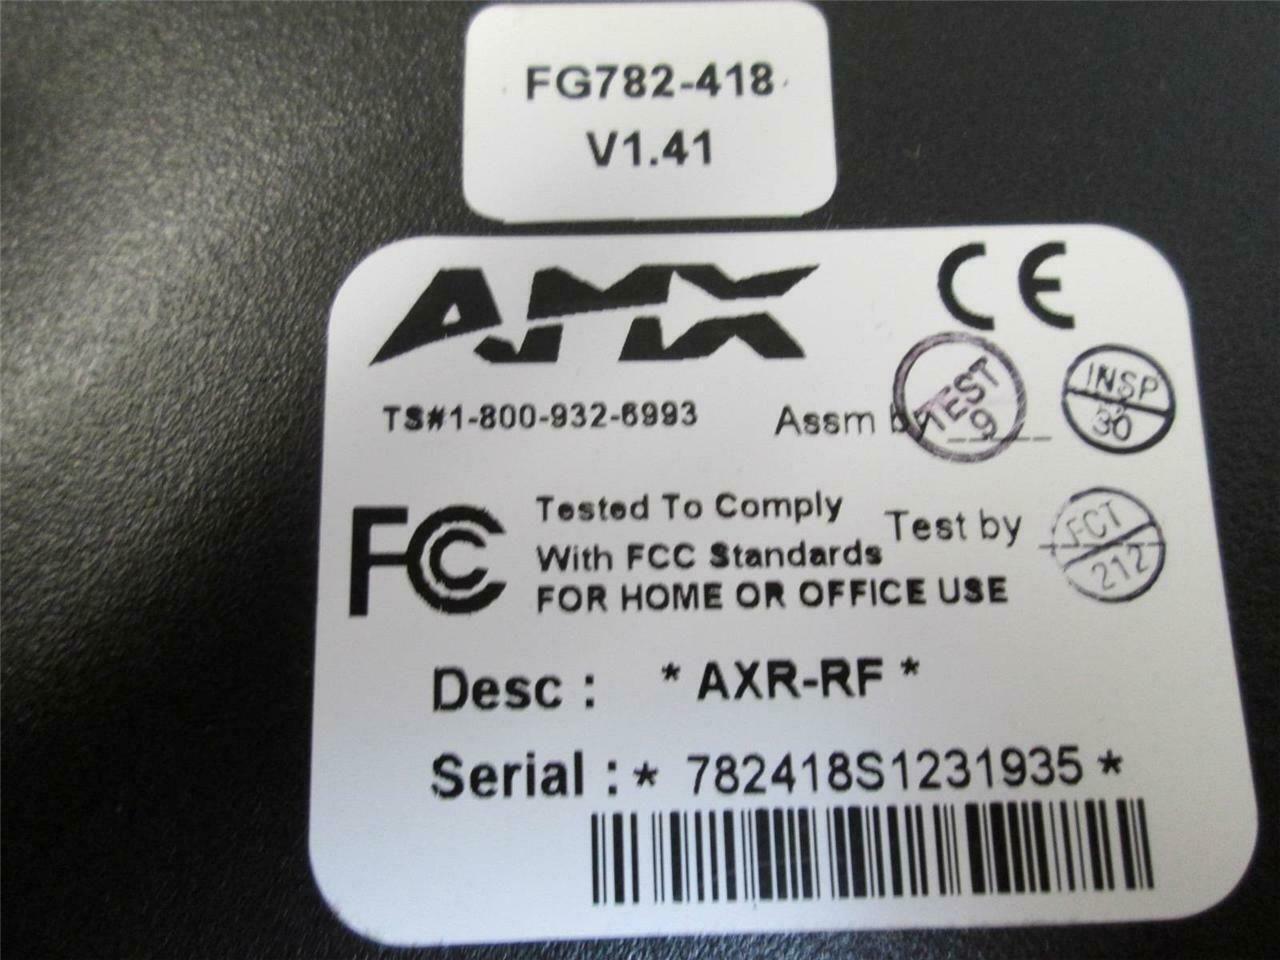 FG782-418
V1.41
AMX
CE
TS#1-800-932-6993
Assm by
TEST
9
INSP
30
FC
Tested To Comply
With FCC Standards
FOR HOME OR OFFICE USE
Test by
FCT
212
Desc : * AXR-RF *
Serial : * 782418S1231935 *